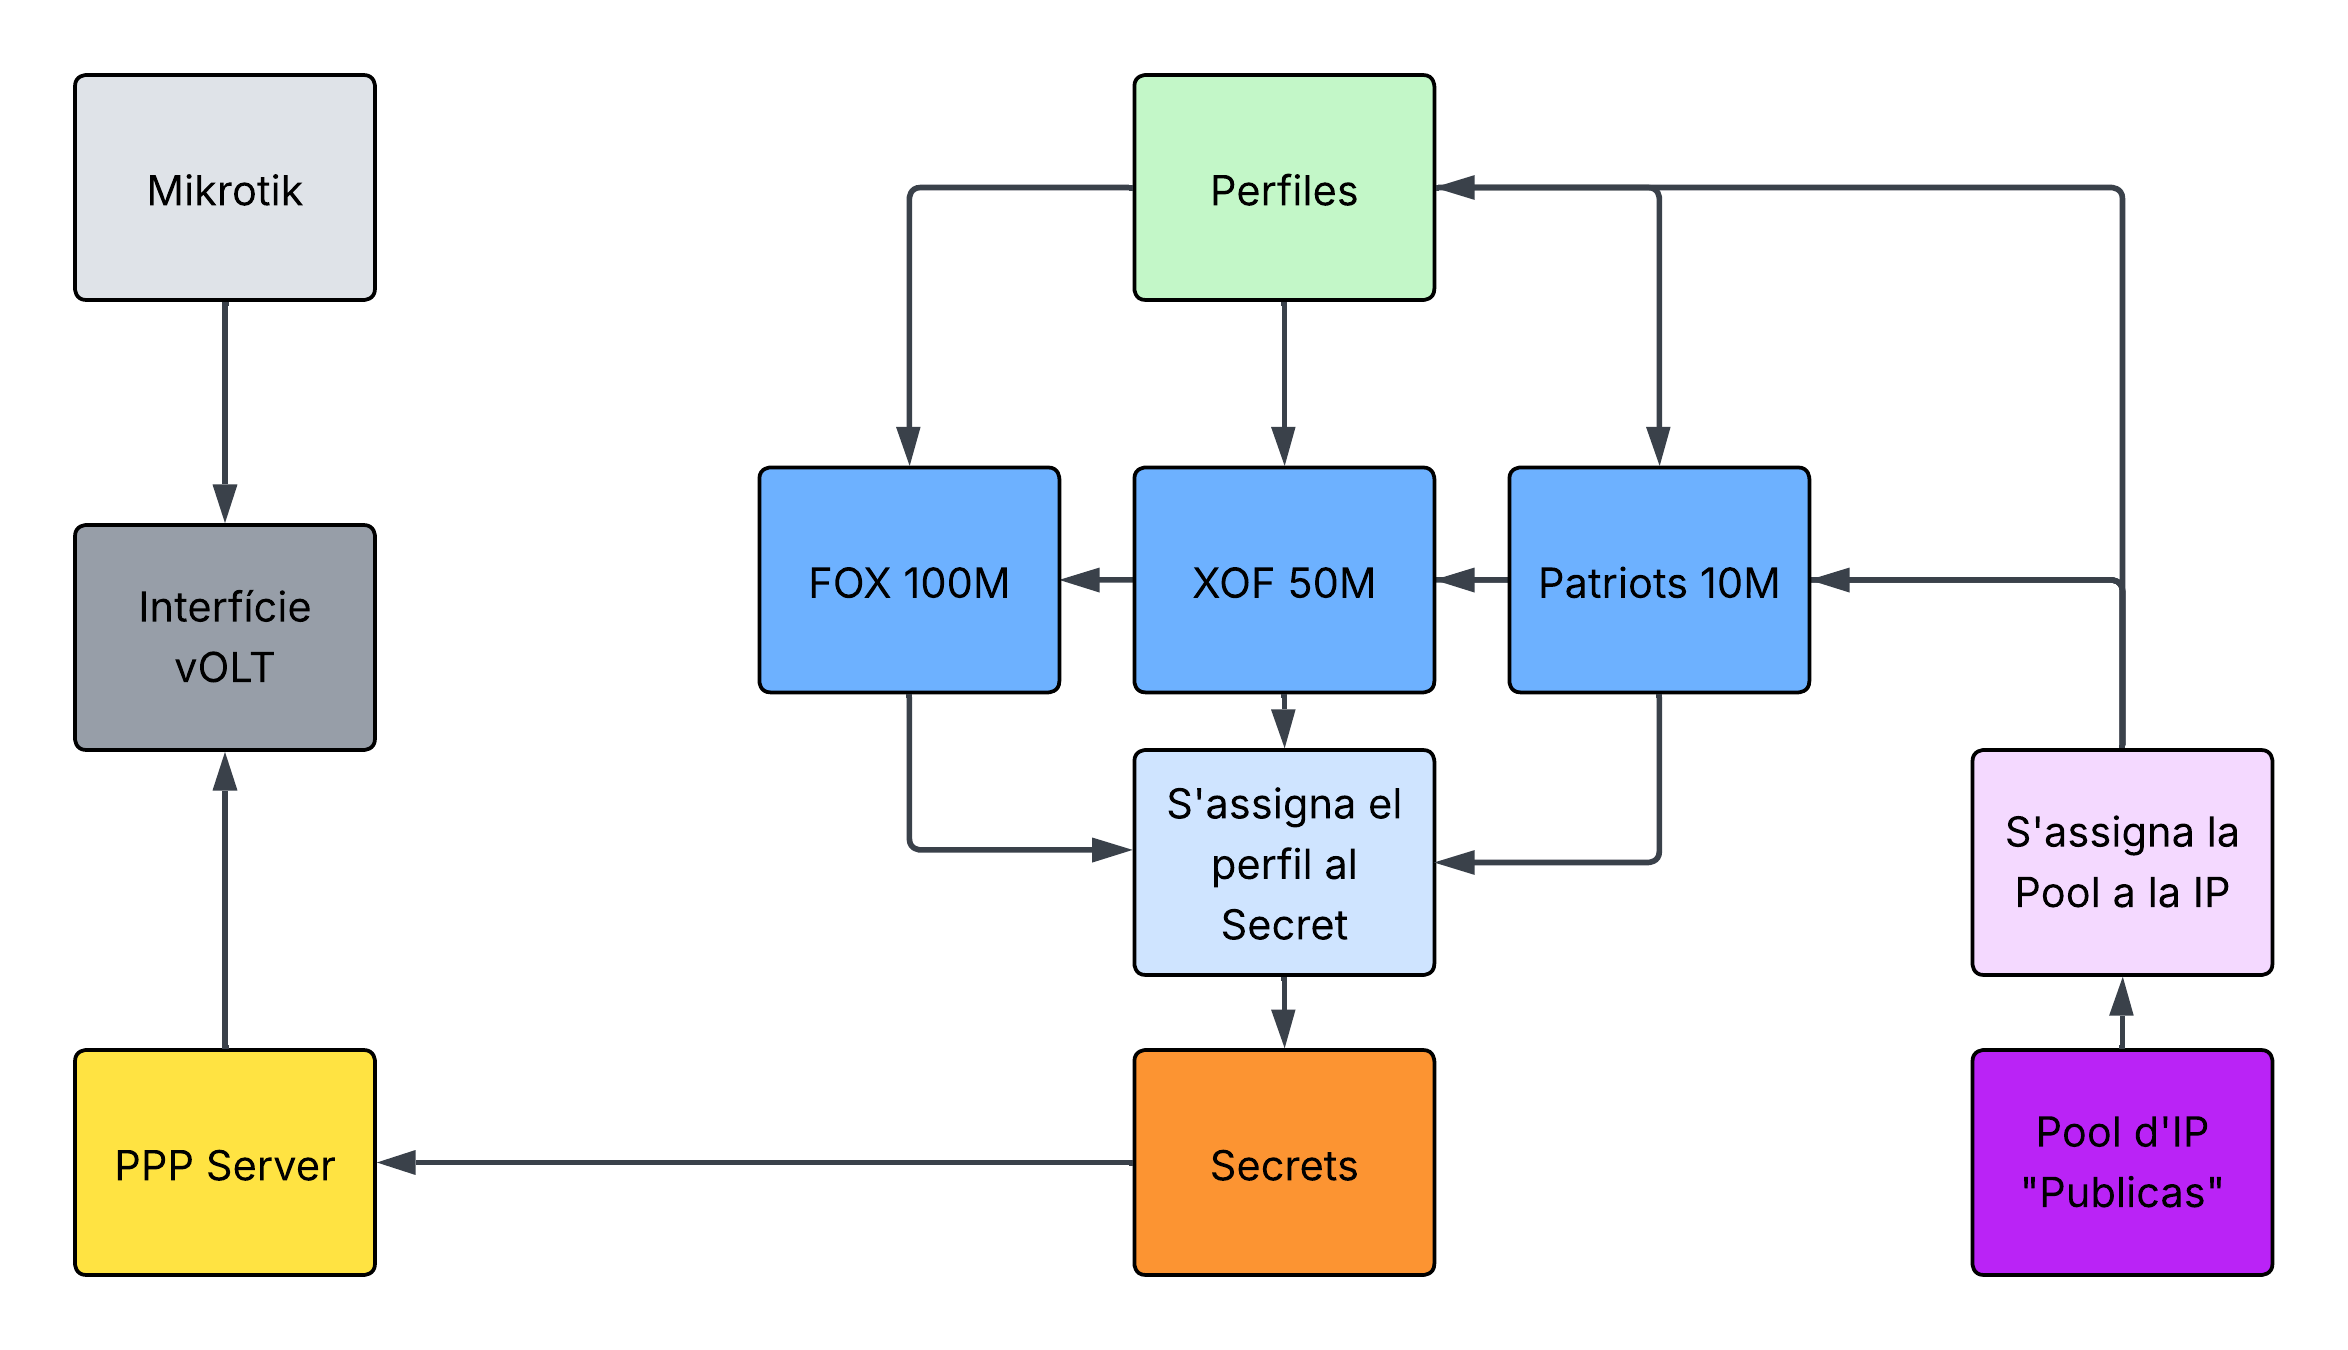 Mikrotik
Perfiles
FOX 100M
XOF 50M
Patriots 10M
Interfície
vOLT
S'assigna el
perfil al
Secret
S'assigna la
Pool a la IP
PPP Server
Secrets
Pool d'IP
"Publicas"